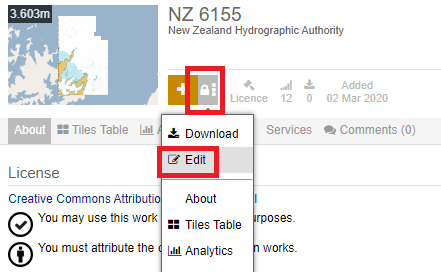 3.603m
NZ 6155
New Zealand Hydrographic Authority
Licence
12
0
Added
02 Mar 2020
About
Tiles Table
Services
Comments (0)
Download
Edit
About
Tiles Table
Analytics
License
Creative Commons Attribution
You may use this work
You must attribute the
works.